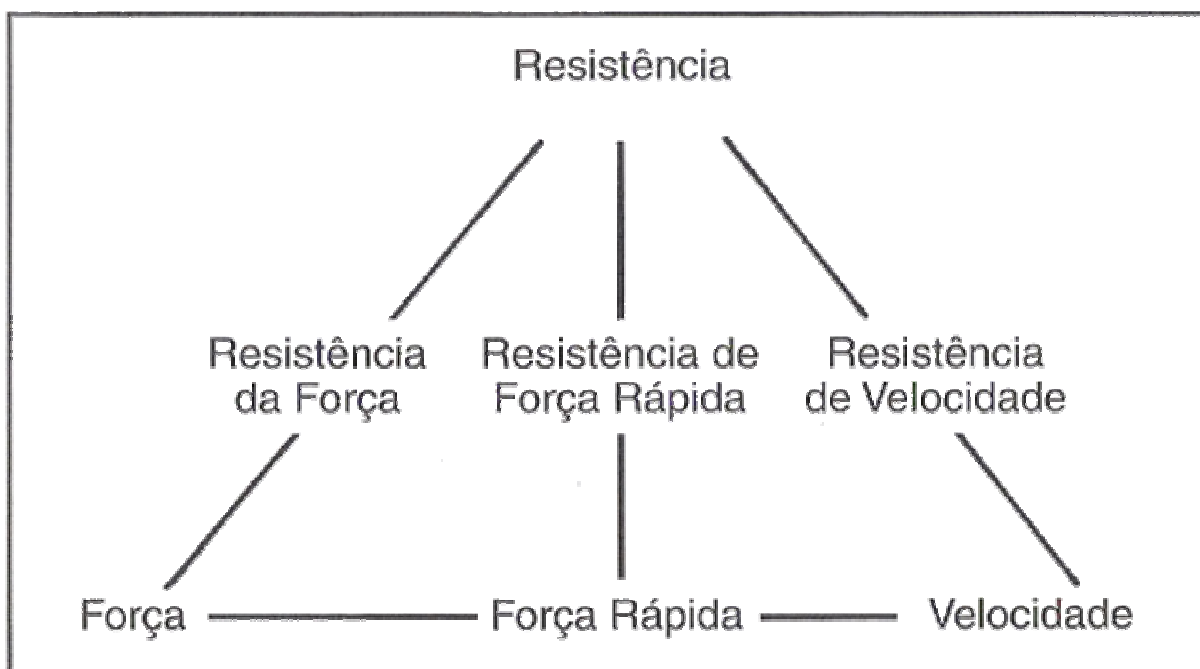 Resistência
Resistência
da Força
Resistência de
Força Rápida
Resistência
de Velocidade
Força
Força Rápida
Velocidade